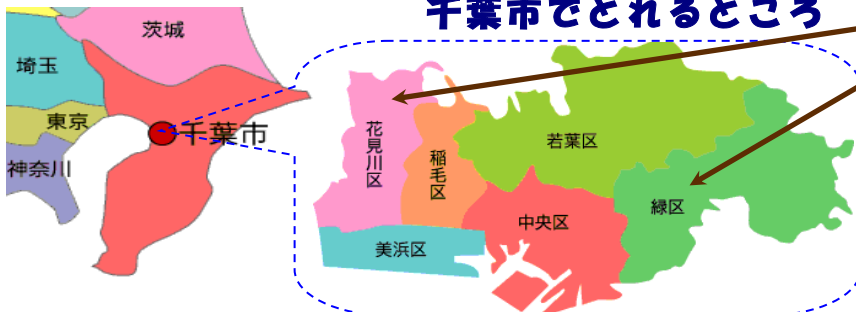 千葉市でとれるところ
茨城
埼玉
東京
千葉市
神奈川
花見川区
稲毛区
若葉区
緑区
中央区
美浜区